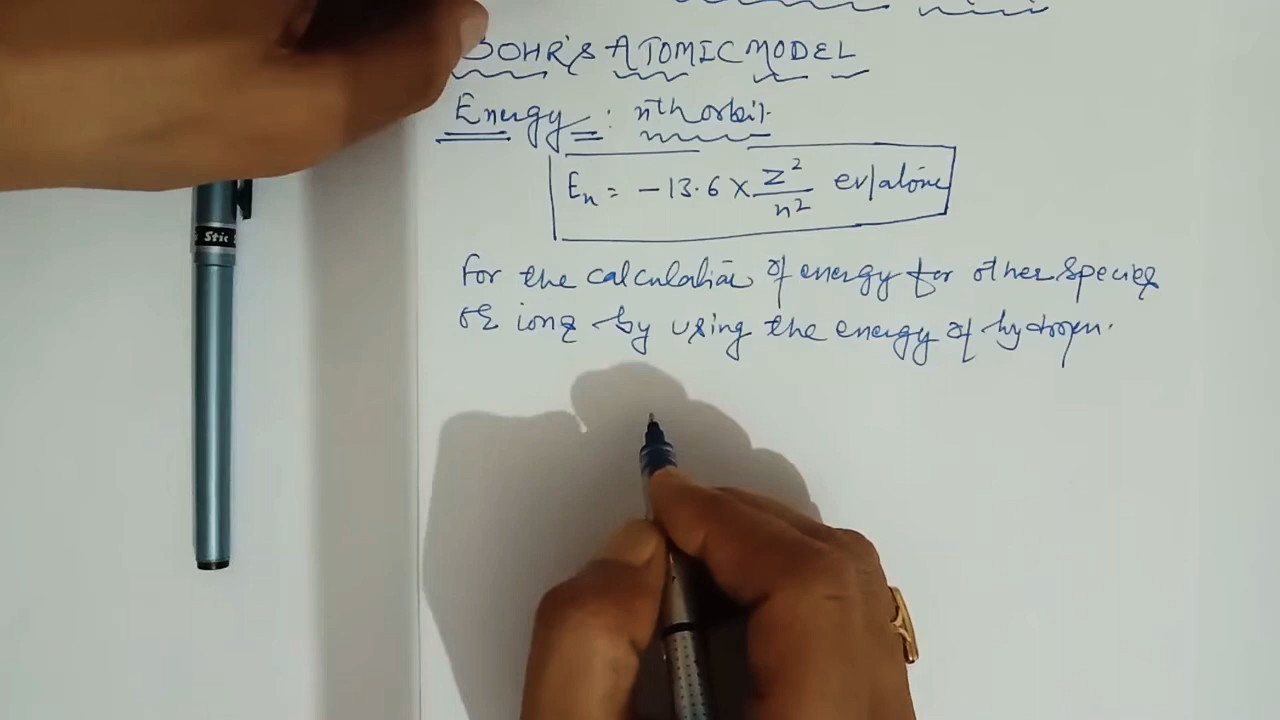 BOHR'S ATOMIC MODEL
Energy : nth orbit
En = -13.6 × Z²/n² ev/atom
For the calculation of energy for other species
or ions by using the energy of hydrogen.
Stic